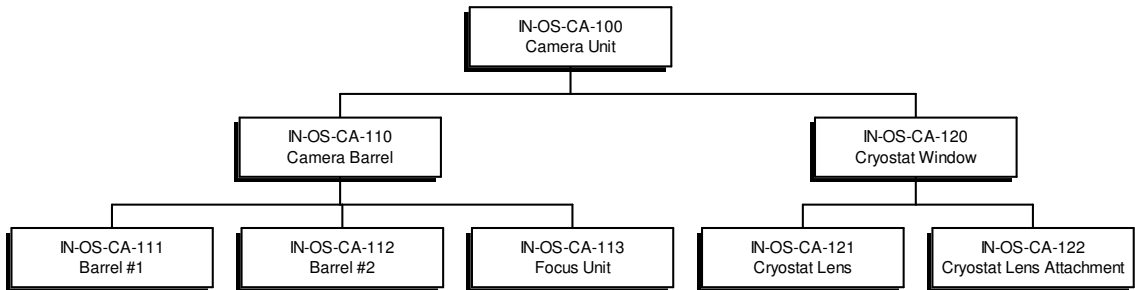 IN-OS-CA-100
Camera Unit
IN-OS-CA-110
Camera Barrel
IN-OS-CA-120
Cryostat Window
IN-OS-CA-111
Barrel #1
IN-OS-CA-112
Barrel #2
IN-OS-CA-113
Focus Unit
IN-OS-CA-121
Cryostat Lens
IN-OS-CA-122
Cryostat Lens Attachment